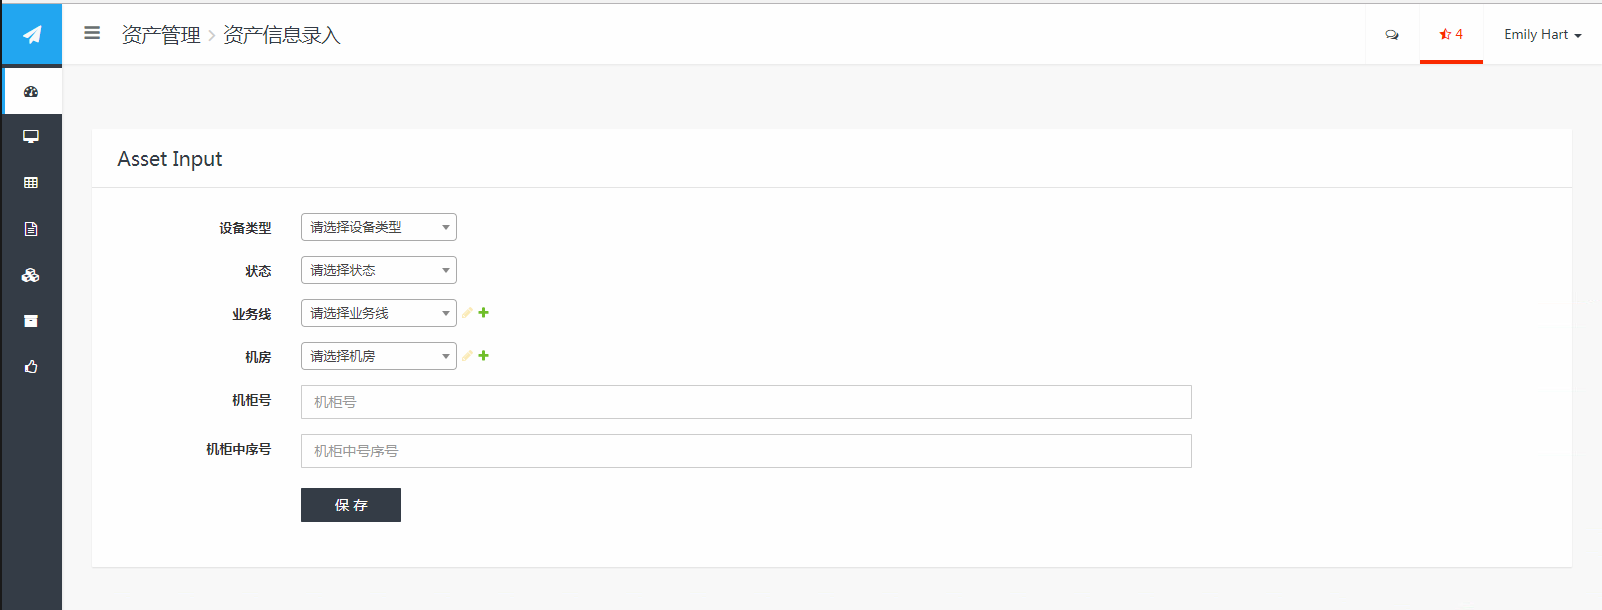 资产管理 > 资产信息录入
4
Emily Hart
Asset Input
设备类型 请选择设备类型
状态 请选择状态
业务线 请选择业务线
机房 请选择机房
机柜号 机柜号
机柜中序号 机柜中号序号
保 存